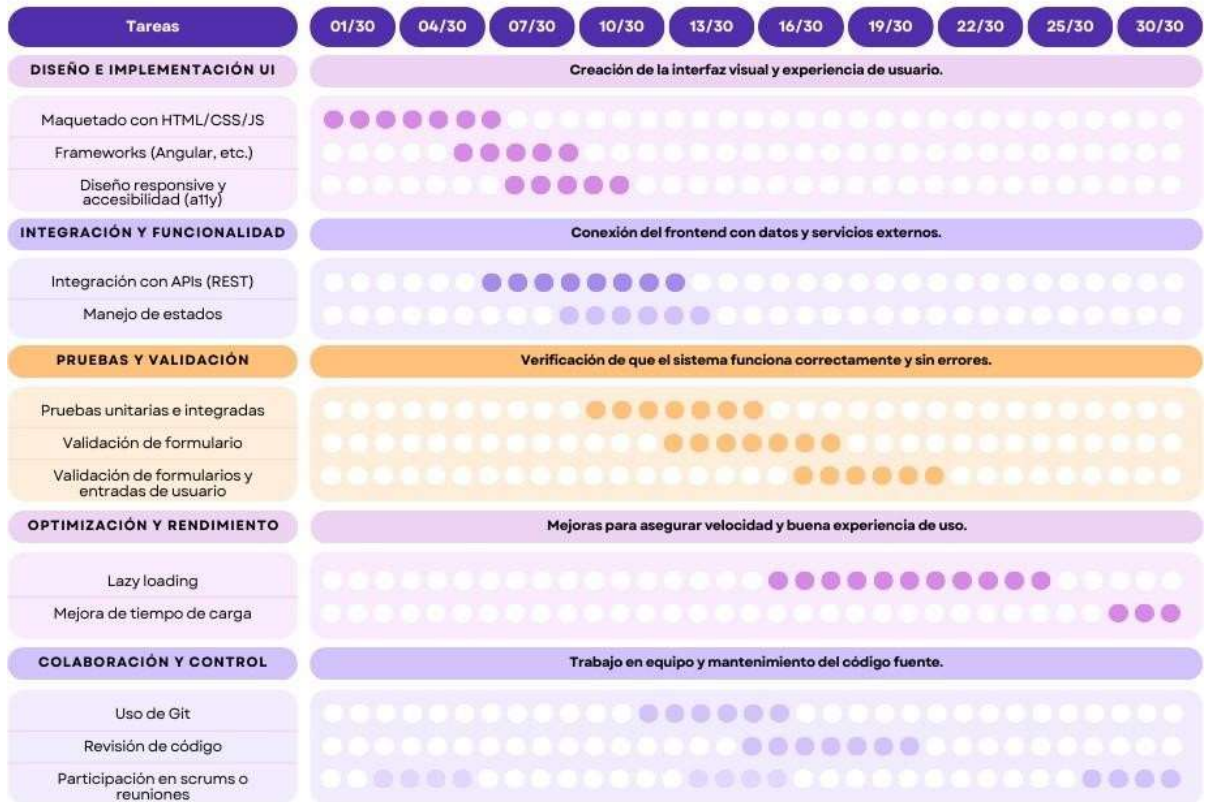 Tareas 01/30 04/30 07/30 10/30 13/30 16/30 19/30 22/30 25/30 30/30
DISEÑO E IMPLEMENTACIÓN UI Creación de la interfaz visual y experiencia de usuario.
Maquetado con HTML/CSS/JS
Frameworks (Angular, etc.)
Diseño responsive y
accesibilidad (a11y)
INTEGRACIÓN Y FUNCIONALIDAD Conexión del frontend con datos y servicios externos.
Integración con APIs (REST)
Manejo de estados
PRUEBAS Y VALIDACIÓN Verificación de que el sistema funciona correctamente y sin errores.
Pruebas unitarias e integradas
Validación de formulario
Validación de formularios y
entradas de usuario
OPTIMIZACIÓN Y RENDIMIENTO Mejoras para asegurar velocidad y buena experiencia de uso.
Lazy loading
Mejora de tiempo de carga
COLABORACIÓN Y CONTROL Trabajo en equipo y mantenimiento del código fuente.
Uso de Git
Revisión de código
Participación en scrums o
reuniones